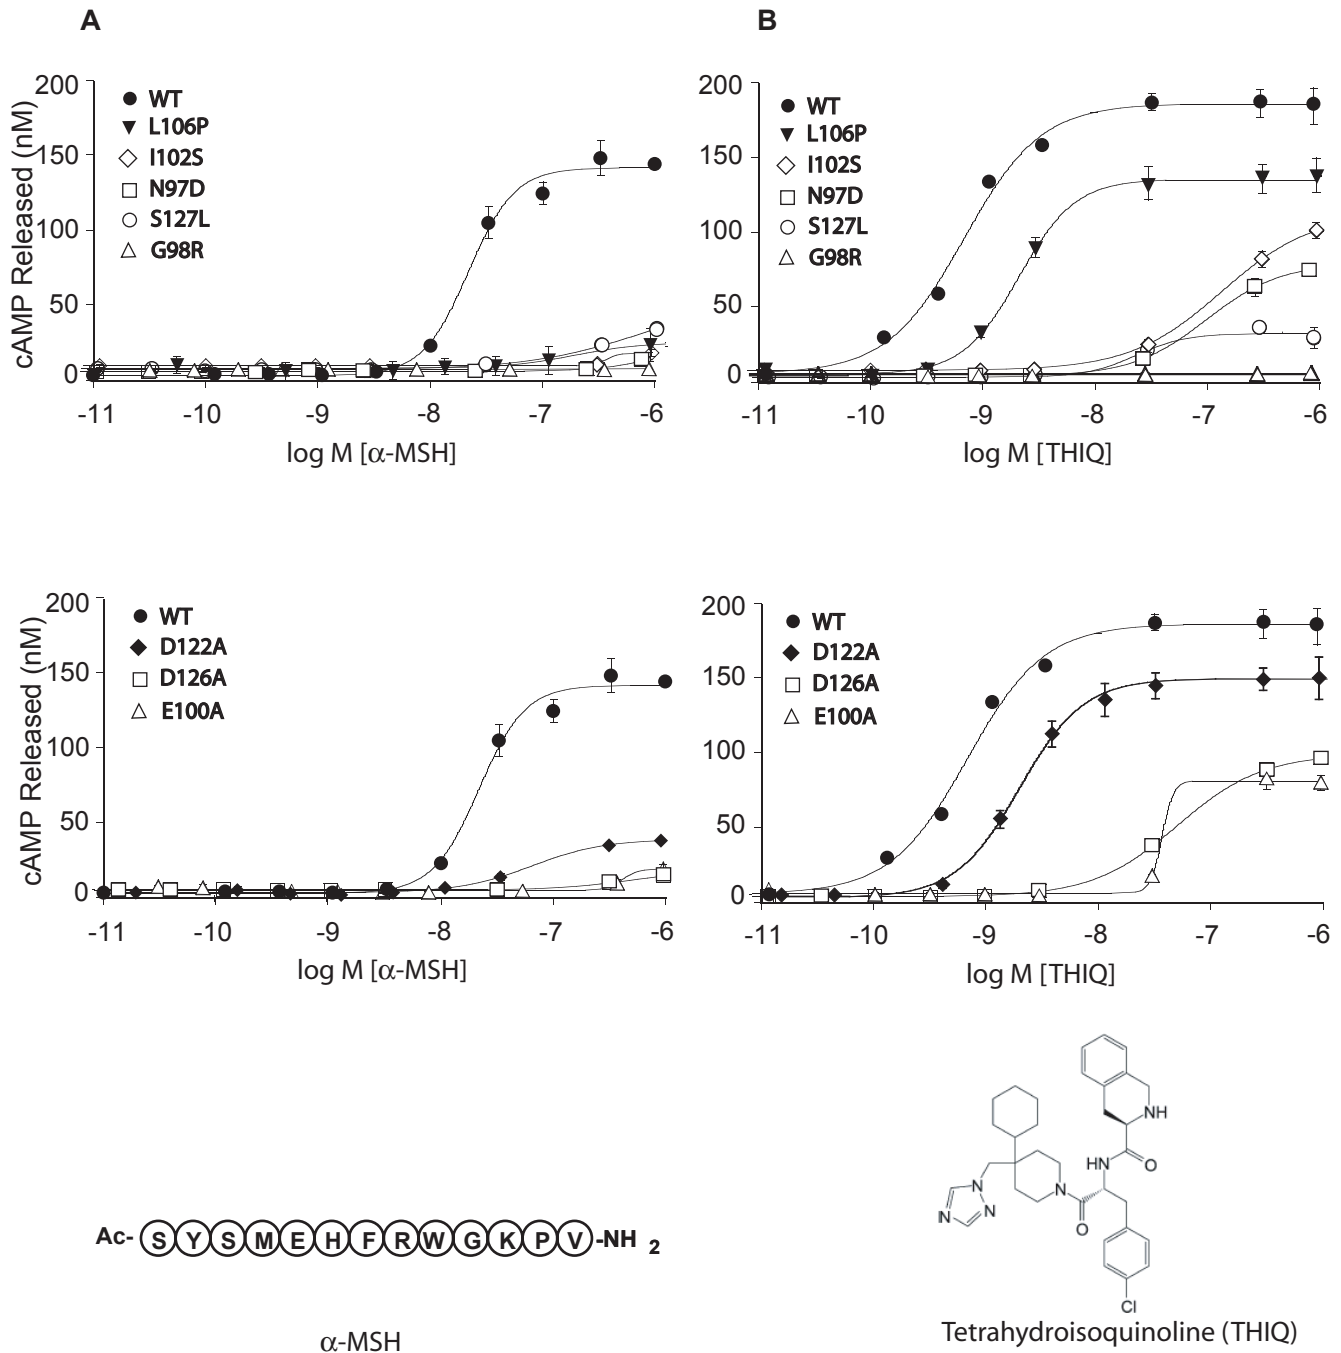 A
cAMP Released (nM)
200
150
100
50
0
WT
L106P
I102S
N97D
S127L
G98R
-11 -10 -9 -8 -7 -6
log M [α-MSH]
B
200
150
100
50
0
WT
L106P
I102S
N97D
S127L
G98R
-11 -10 -9 -8 -7 -6
log M [THIQ]
cAMP Released (nM)
200
150
100
50
0
WT
D122A
D126A
E100A
-11 -10 -9 -8 -7 -6
log M [α-MSH]
200
150
100
50
0
WT
D122A
D126A
E100A
-11 -10 -9 -8 -7 -6
log M [THIQ]
Ac- S Y S M E H F R W G K P V -NH 2
α-MSH
NH
HN
O
N
N
N
N
O
Cl
Tetrahydroisoquinoline (THIQ)